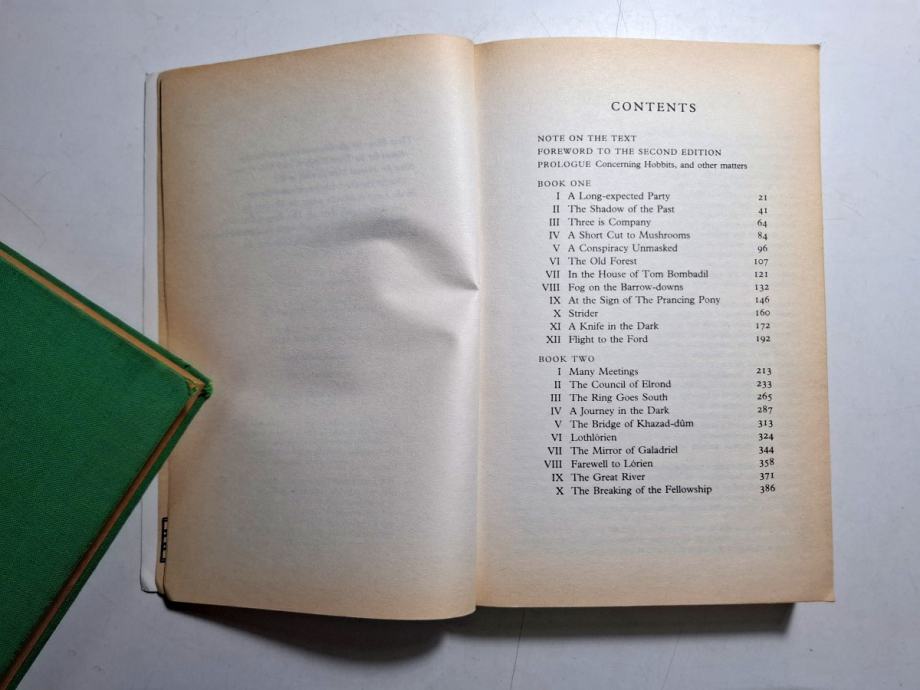 CONTENTS
NOTE ON THE TEXT
FOREWORD TO THE SECOND EDITION
PROLOGUE Concerning Hobbits, and other matters
BOOK ONE
I A Long-expected Party 21
II The Shadow of the Past 41
III Three is Company 64
IV A Short Cut to Mushrooms 84
V A Conspiracy Unmasked 96
VI The Old Forest 107
VII In the House of Tom Bombadil 121
VIII Fog on the Barrow-downs 132
IX At the Sign of The Prancing Pony 146
X Strider 160
XI A Knife in the Dark 172
XII Flight to the Ford 192
BOOK TWO
I Many Meetings 213
II The Council of Elrond 233
III The Ring Goes South 265
IV A Journey in the Dark 287
V The Bridge of Khazad-dûm 313
VI Lothlórien 324
VII The Mirror of Galadriel 344
VIII Farewell to Lórien 358
IX The Great River 371
X The Breaking of the Fellowship 386